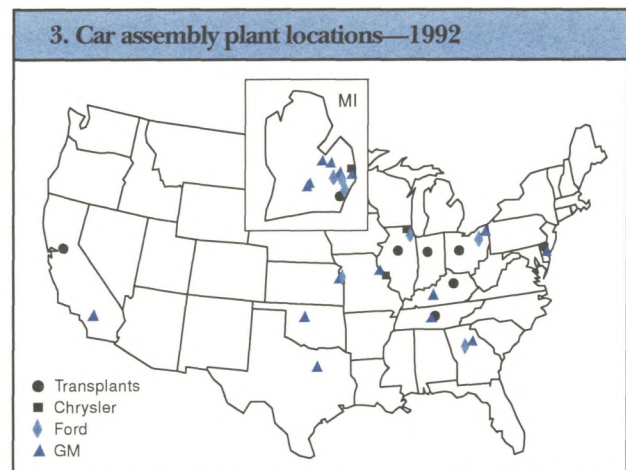 3. Car assembly plant locations—1992
MI
Transplants
Chrysler
Ford
GM